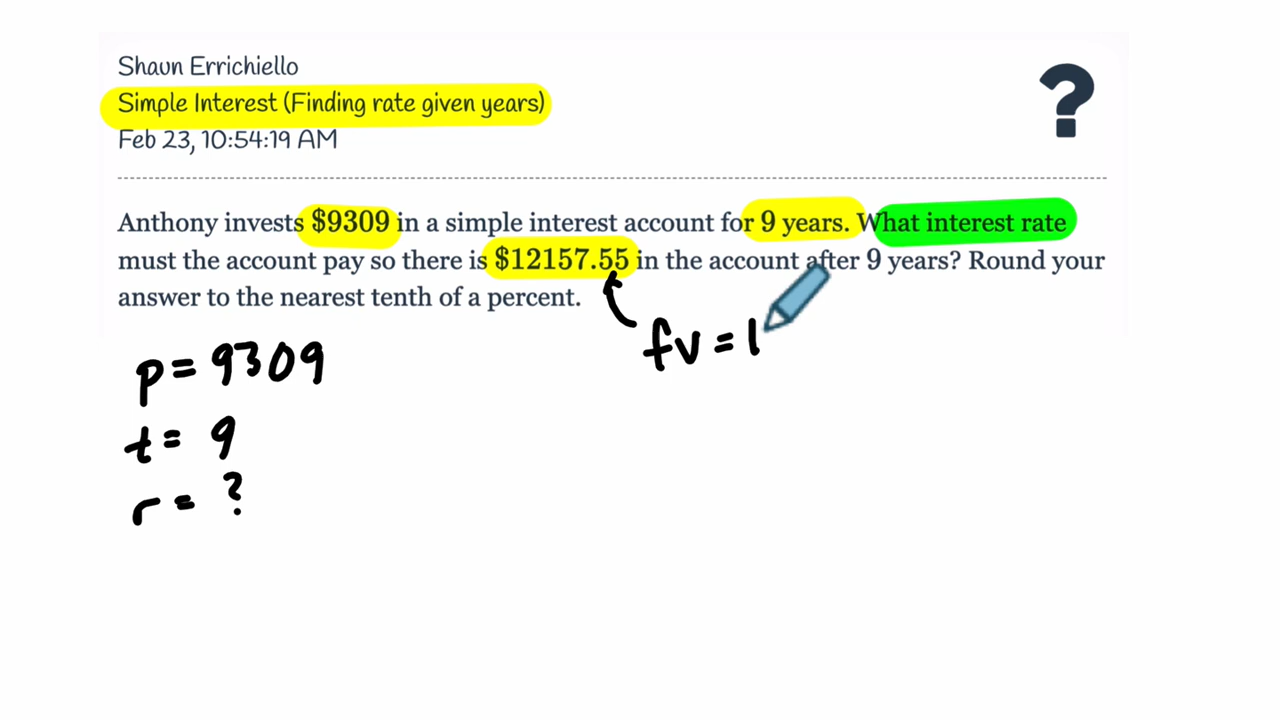 Shaun Errichiello
Simple Interest (Finding rate given years)
Feb 23, 10:54:19 AM
?
Anthony invests $9309 in a simple interest account for 9 years. What interest rate
must the account pay so there is $12157.55 in the account after 9 years? Round your
answer to the nearest tenth of a percent.
p = 9309
fv = 1
t = 9
r = ?